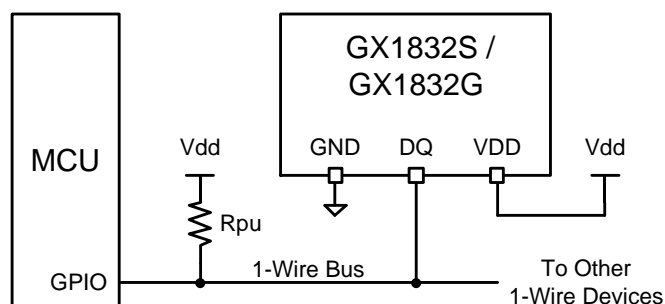 GX1832S /
GX1832G
Vdd
GND
DQ
VDD
Vdd
MCU
Rpu
GPIO
1-Wire Bus
To Other
1-Wire Devices